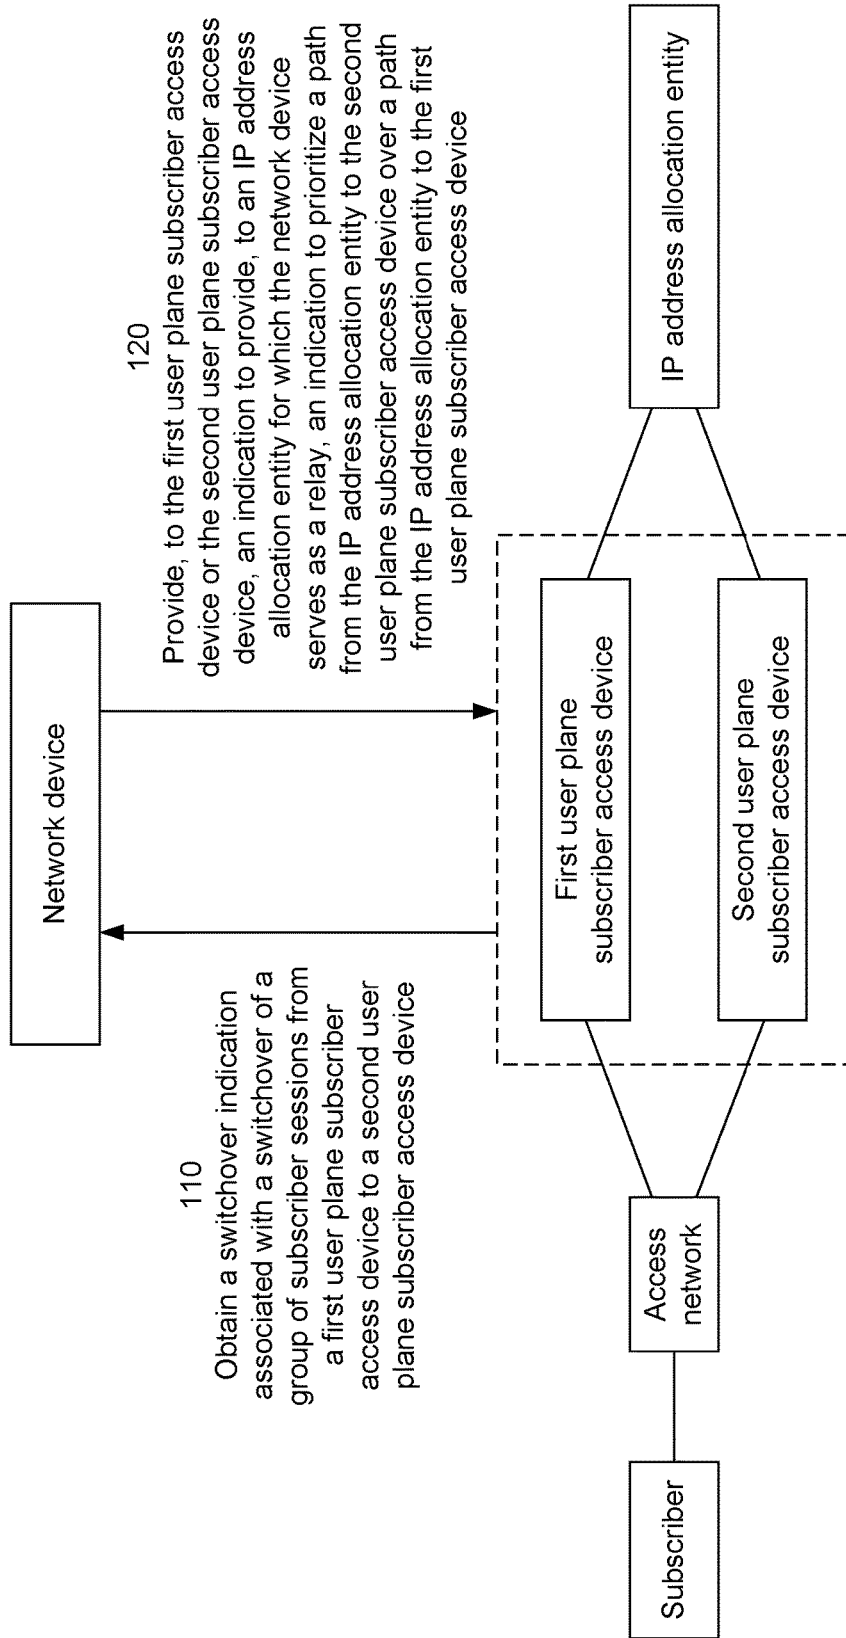 Network device
110
Obtain a switchover indication
associated with a switchover of a
group of subscriber sessions from
a first user plane subscriber
access device to a second user
plane subscriber access device
120
Provide, to the first user plane subscriber access
device or the second user plane subscriber access
device, an indication to provide, to an IP address
allocation entity for which the network device
serves as a relay, an indication to prioritize a path
from the IP address allocation entity to the second
user plane subscriber access device over a path
from the IP address allocation entity to the first
user plane subscriber access device
Subscriber
Access
network
First user plane
subscriber access device
Second user plane
subscriber access device
IP address allocation entity